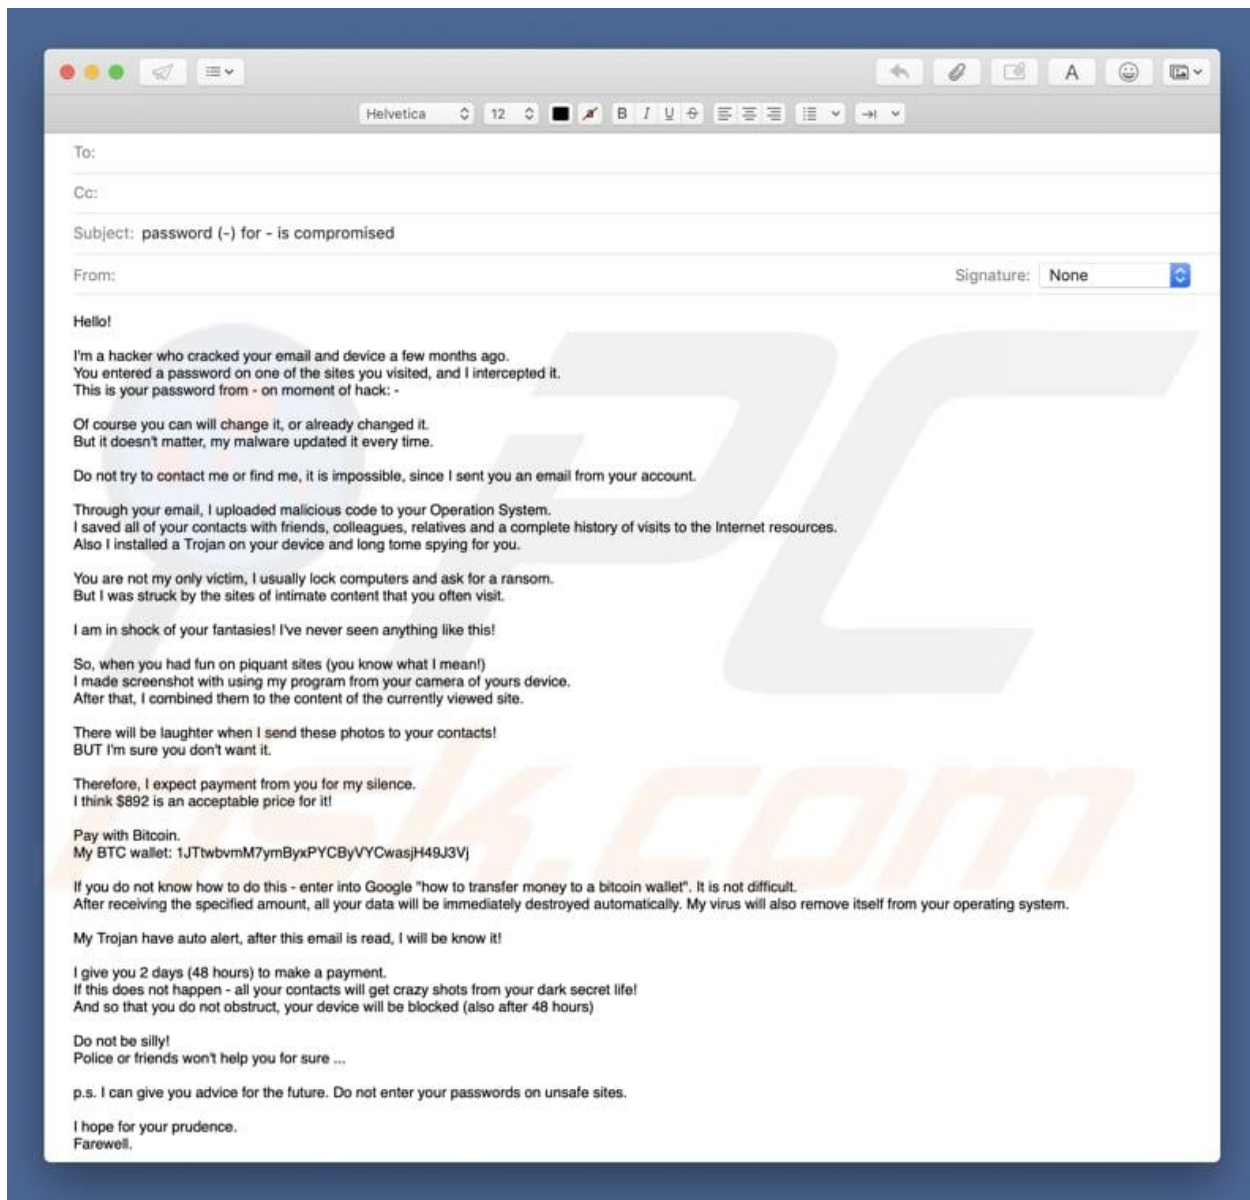 Helvetica
12
B I U S
A
To:
Cc:
Subject: password (-) for - is compromised
From:
Signature: None
Hello!
I'm a hacker who cracked your email and device a few months ago.
You entered a password on one of the sites you visited, and I intercepted it.
This is your password from - on moment of hack: -
Of course you can will change it, or already changed it.
But it doesn't matter, my malware updated it every time.
Do not try to contact me or find me, it is impossible, since I sent you an email from your account.
Through your email, I uploaded malicious code to your Operation System.
I saved all of your contacts with friends, colleagues, relatives and a complete history of visits to the Internet resources.
Also I installed a Trojan on your device and long tome spying for you.
You are not my only victim, I usually lock computers and ask for a ransom.
But I was struck by the sites of intimate content that you often visit.
I am in shock of your fantasies! I've never seen anything like this!
So, when you had fun on piquant sites (you know what I mean!)
I made screenshot with using my program from your camera of yours device.
After that, I combined them to the content of the currently viewed site.
There will be laughter when I send these photos to your contacts!
BUT I'm sure you don't want it.
Therefore, I expect payment from you for my silence.
I think $892 is an acceptable price for it!
Pay with Bitcoin.
My BTC wallet: 1JTtwbvmM7ymByxPYCByVYCwasjH49J3Vj
If you do not know how to do this - enter into Google "how to transfer money to a bitcoin wallet". It is not difficult.
After receiving the specified amount, all your data will be immediately destroyed automatically. My virus will also remove itself from your operating system.
My Trojan have auto alert, after this email is read, I will be know it!
I give you 2 days (48 hours) to make a payment.
If this does not happen - all your contacts will get crazy shots from your dark secret life!
And so that you do not obstruct, your device will be blocked (also after 48 hours)
Do not be silly!
Police or friends won't help you for sure ...
p.s. I can give you advice for the future. Do not enter your passwords on unsafe sites.
I hope for your prudence.
Farewell.
PC
risk.com